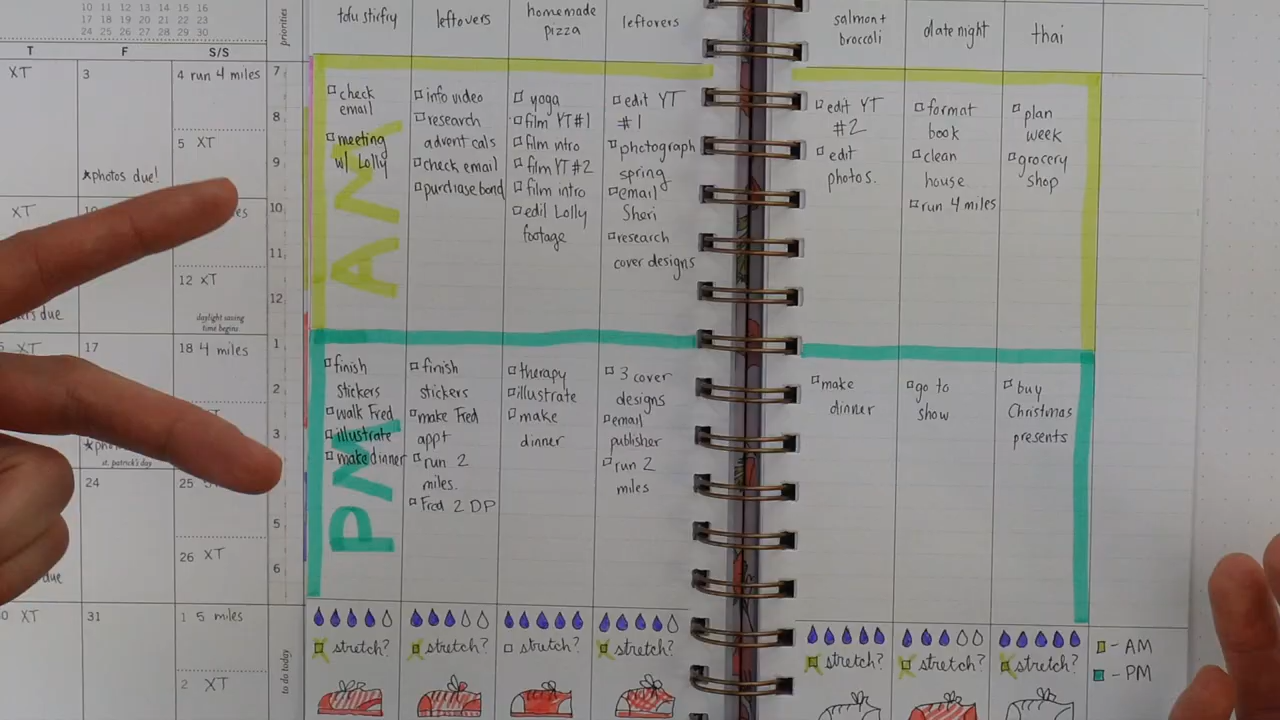 10 11 12 13 14 15 16
17 18 19 20 21 22 23
24 25 26 27 28 29 30
T F S/S
XT
3
4 run 4 miles
5 XT
★photos due!
XT
12 XT
due
daylight saving
time begins
XT
17
18 4 miles
st. patrick's day
24
25
26 XT
due
XT
31
1 5 miles
2 XT
priorities
7
8
9
10
11
12
1
2
3
4
5
6
to do today
tofu stirfry
leftovers
homemade
pizza
leftovers
salmon +
broccoli
date night
thai
AM
check
email
meeting
w/ Lolly
info video
research
advent cals
check email
purchase bond
yoga
film YT#1
film intro
film YT#2
film intro
edit Lolly
footage
edit YT
#1
photograph
spring
email
Shari
research
cover designs
edit YT
#2
edit
photos.
format
book
clean
house
run 4 miles
plan
week
grocery
shop
PM
finish
stickers
walk Fred
illustrate
make dinner
finish
stickers
make Fred
appt
run 2
miles.
Fred 2 DP
therapy
illustrate
make
dinner
3 cover
designs
email
publisher
run 2
miles
make
dinner
go to
show
buy
Christmas
presents
stretch?
stretch?
stretch?
stretch?
stretch?
stretch?
stretch?
- AM
- PM